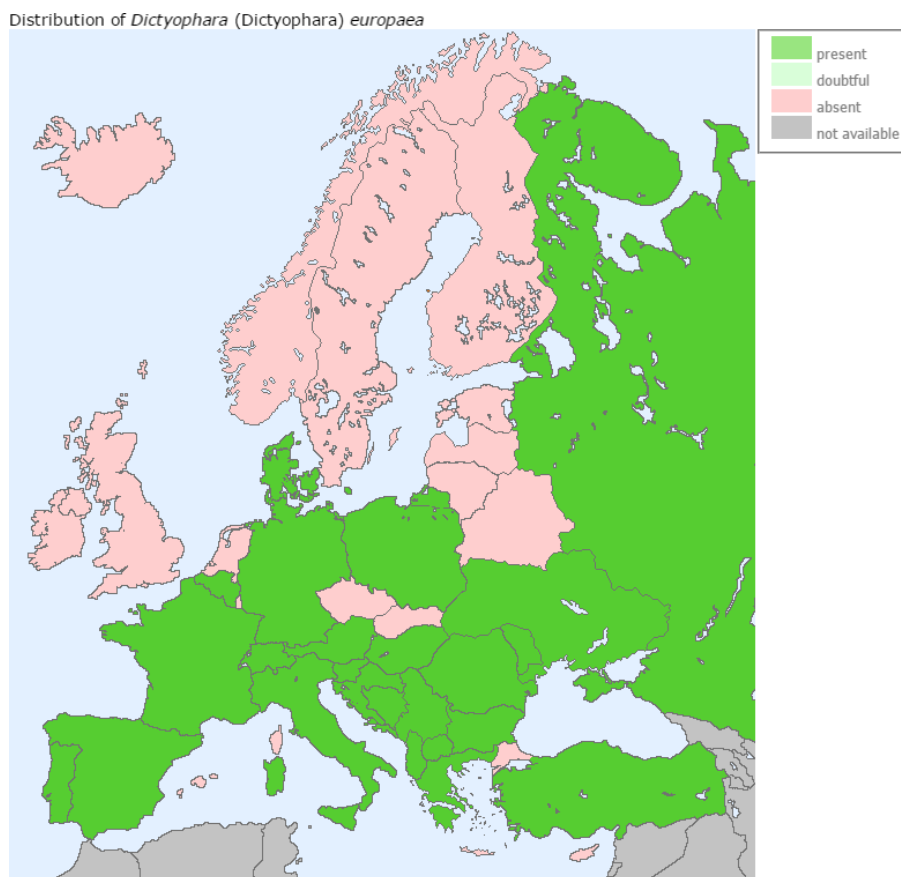 Distribution of Dictyophara (Dictyophara) europaea
present
doubtful
absent
not available